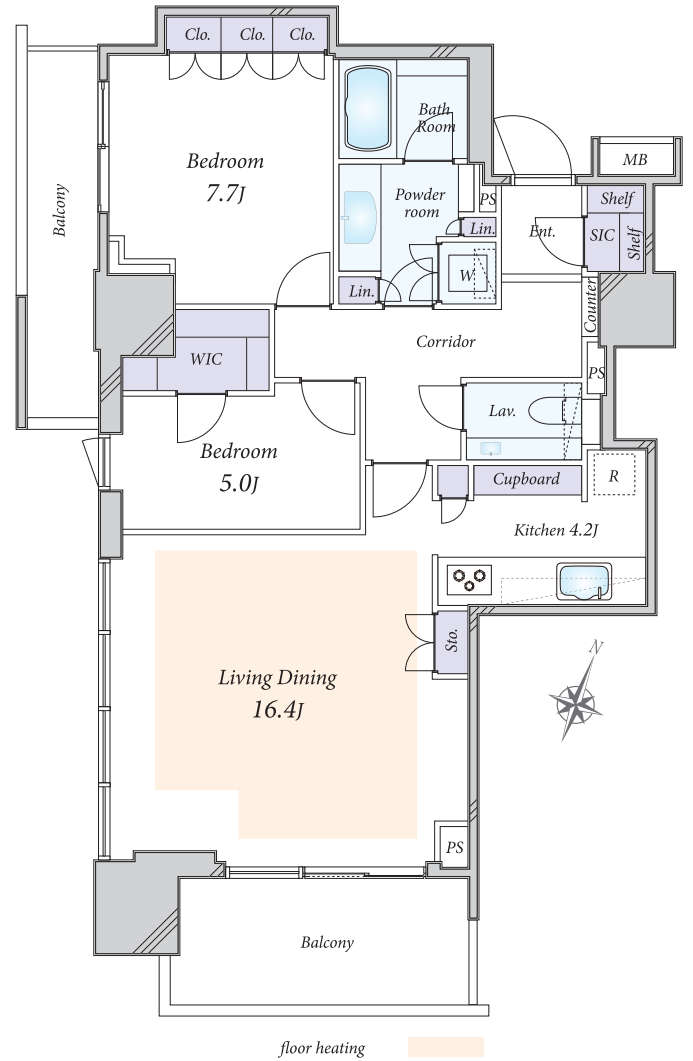 Clo.
Clo.
Clo.
Bath
Room
Bedroom
7.7J
MB
Balcony
Powder
room
PS
Shelf
Lin.
Ent.
SIC
Shelf
W
Lin.
Counter
Corridor
WIC
PS
Lav.
Bedroom
5.0J
Cupboard
R
Kitchen 4.2J
Sto.
N
Living Dining
16.4J
PS
Balcony
floor heating